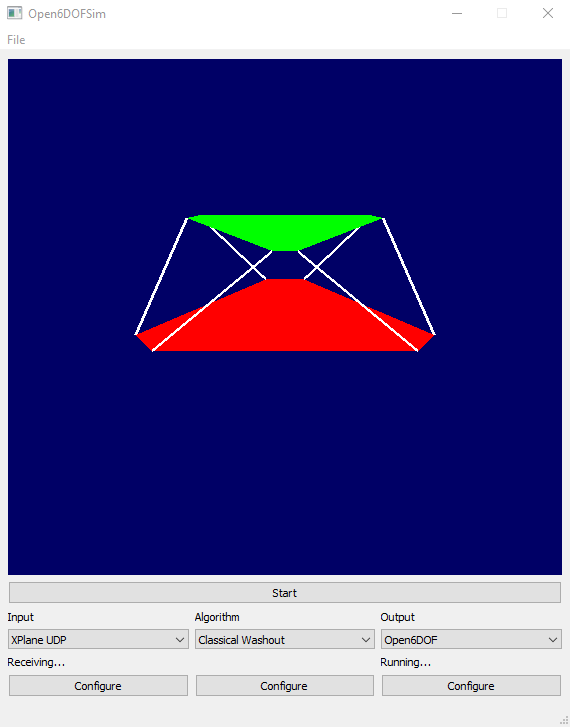 Open6DOFSim
File
Start
Input Algorithm Output
XPlane UDP Classical Washout Open6DOF
Receiving... Running...
Configure Configure Configure